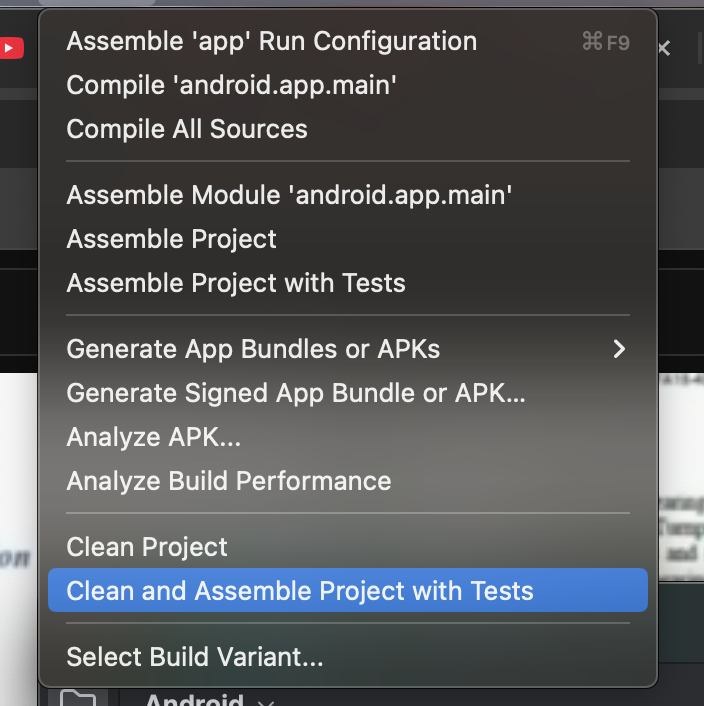 Assemble 'app' Run Configuration ⌘F9
Compile 'android.app.main'
Compile All Sources
Assemble Module 'android.app.main'
Assemble Project
Assemble Project with Tests
Generate App Bundles or APKs
Generate Signed App Bundle or APK...
Analyze APK...
Analyze Build Performance
Clean Project
Clean and Assemble Project with Tests
Select Build Variant...
on
and
Android